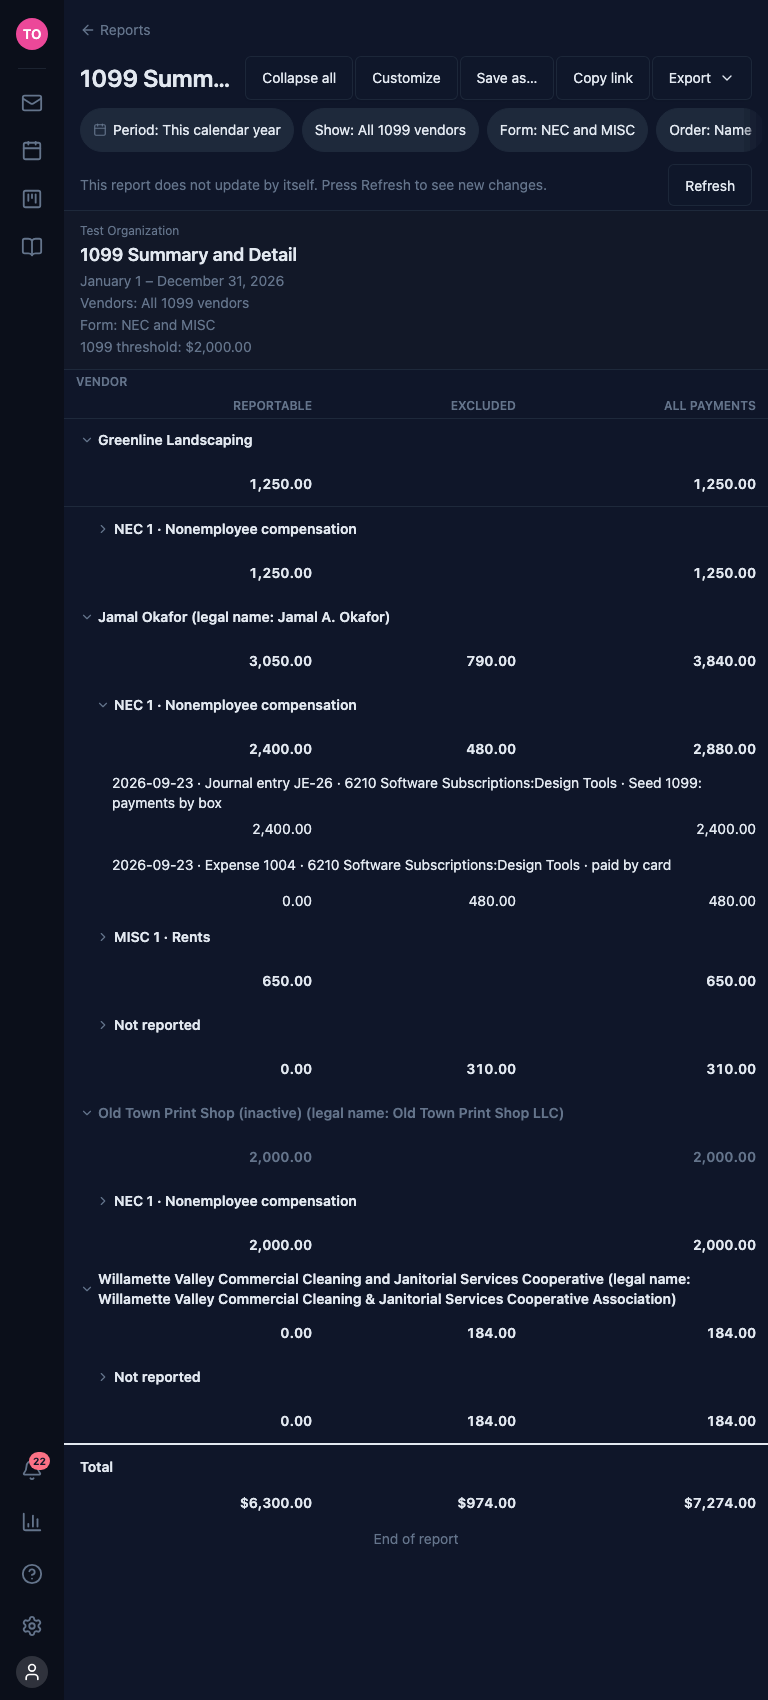 TO
Reports
1099 Summ...
Collapse all
Customize
Save as...
Copy link
Export
Period: This calendar year
Show: All 1099 vendors
Form: NEC and MISC
Order: Name
This report does not update by itself. Press Refresh to see new changes.
Refresh
Test Organization
1099 Summary and Detail
January 1 – December 31, 2026
Vendors: All 1099 vendors
Form: NEC and MISC
1099 threshold: $2,000.00
VENDOR
REPORTABLE EXCLUDED ALL PAYMENTS
Greenline Landscaping
1,250.00 1,250.00
NEC 1 · Nonemployee compensation
1,250.00 1,250.00
Jamal Okafor (legal name: Jamal A. Okafor)
3,050.00 790.00 3,840.00
NEC 1 · Nonemployee compensation
2,400.00 480.00 2,880.00
2026-09-23 · Journal entry JE-26 · 6210 Software Subscriptions:Design Tools · Seed 1099:
payments by box
2,400.00 2,400.00
2026-09-23 · Expense 1004 · 6210 Software Subscriptions:Design Tools · paid by card
0.00 480.00 480.00
MISC 1 · Rents
650.00 650.00
Not reported
0.00 310.00 310.00
Old Town Print Shop (inactive) (legal name: Old Town Print Shop LLC)
2,000.00 2,000.00
NEC 1 · Nonemployee compensation
2,000.00 2,000.00
Willamette Valley Commercial Cleaning and Janitorial Services Cooperative (legal name:
Willamette Valley Commercial Cleaning & Janitorial Services Cooperative Association)
0.00 184.00 184.00
Not reported
0.00 184.00 184.00
Total
$6,300.00 $974.00 $7,274.00
End of report
22